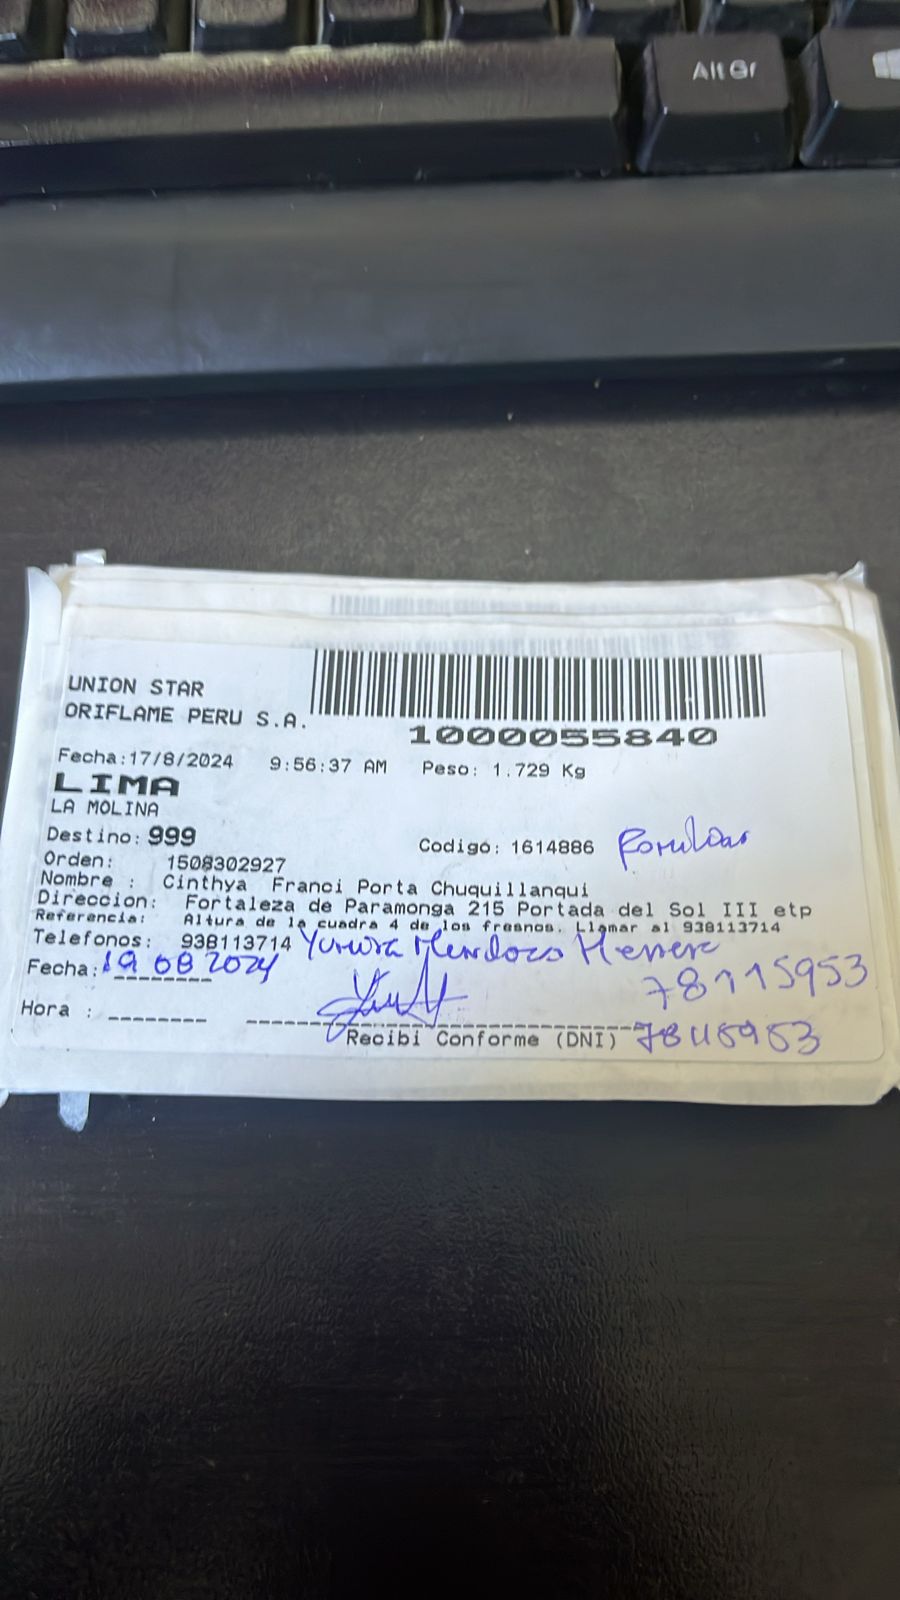 Alt Gr
UNION STAR
ORIFLAME PERU S.A.
1000055840
Fecha:17/8/2024 9:56:37 AM Peso: 1.729 Kg
LIMA
LA MOLINA
Destino: 999
Codigo: 1614886
Orden: 1508302927
Nombre : Cinthya Franci Porta Chuquillanqui
Direccion: Fortaleza de Paramonga 215 Portada del Sol III etp
Referencia: Altura de la cuadra 4 de los fresnos. Llamar al 938113714
Telefonos: 938113714 Mendoza Herrera
Fecha: 19 08 2024
78115953
Hora :
Recibi Conforme (DNI) 78115953